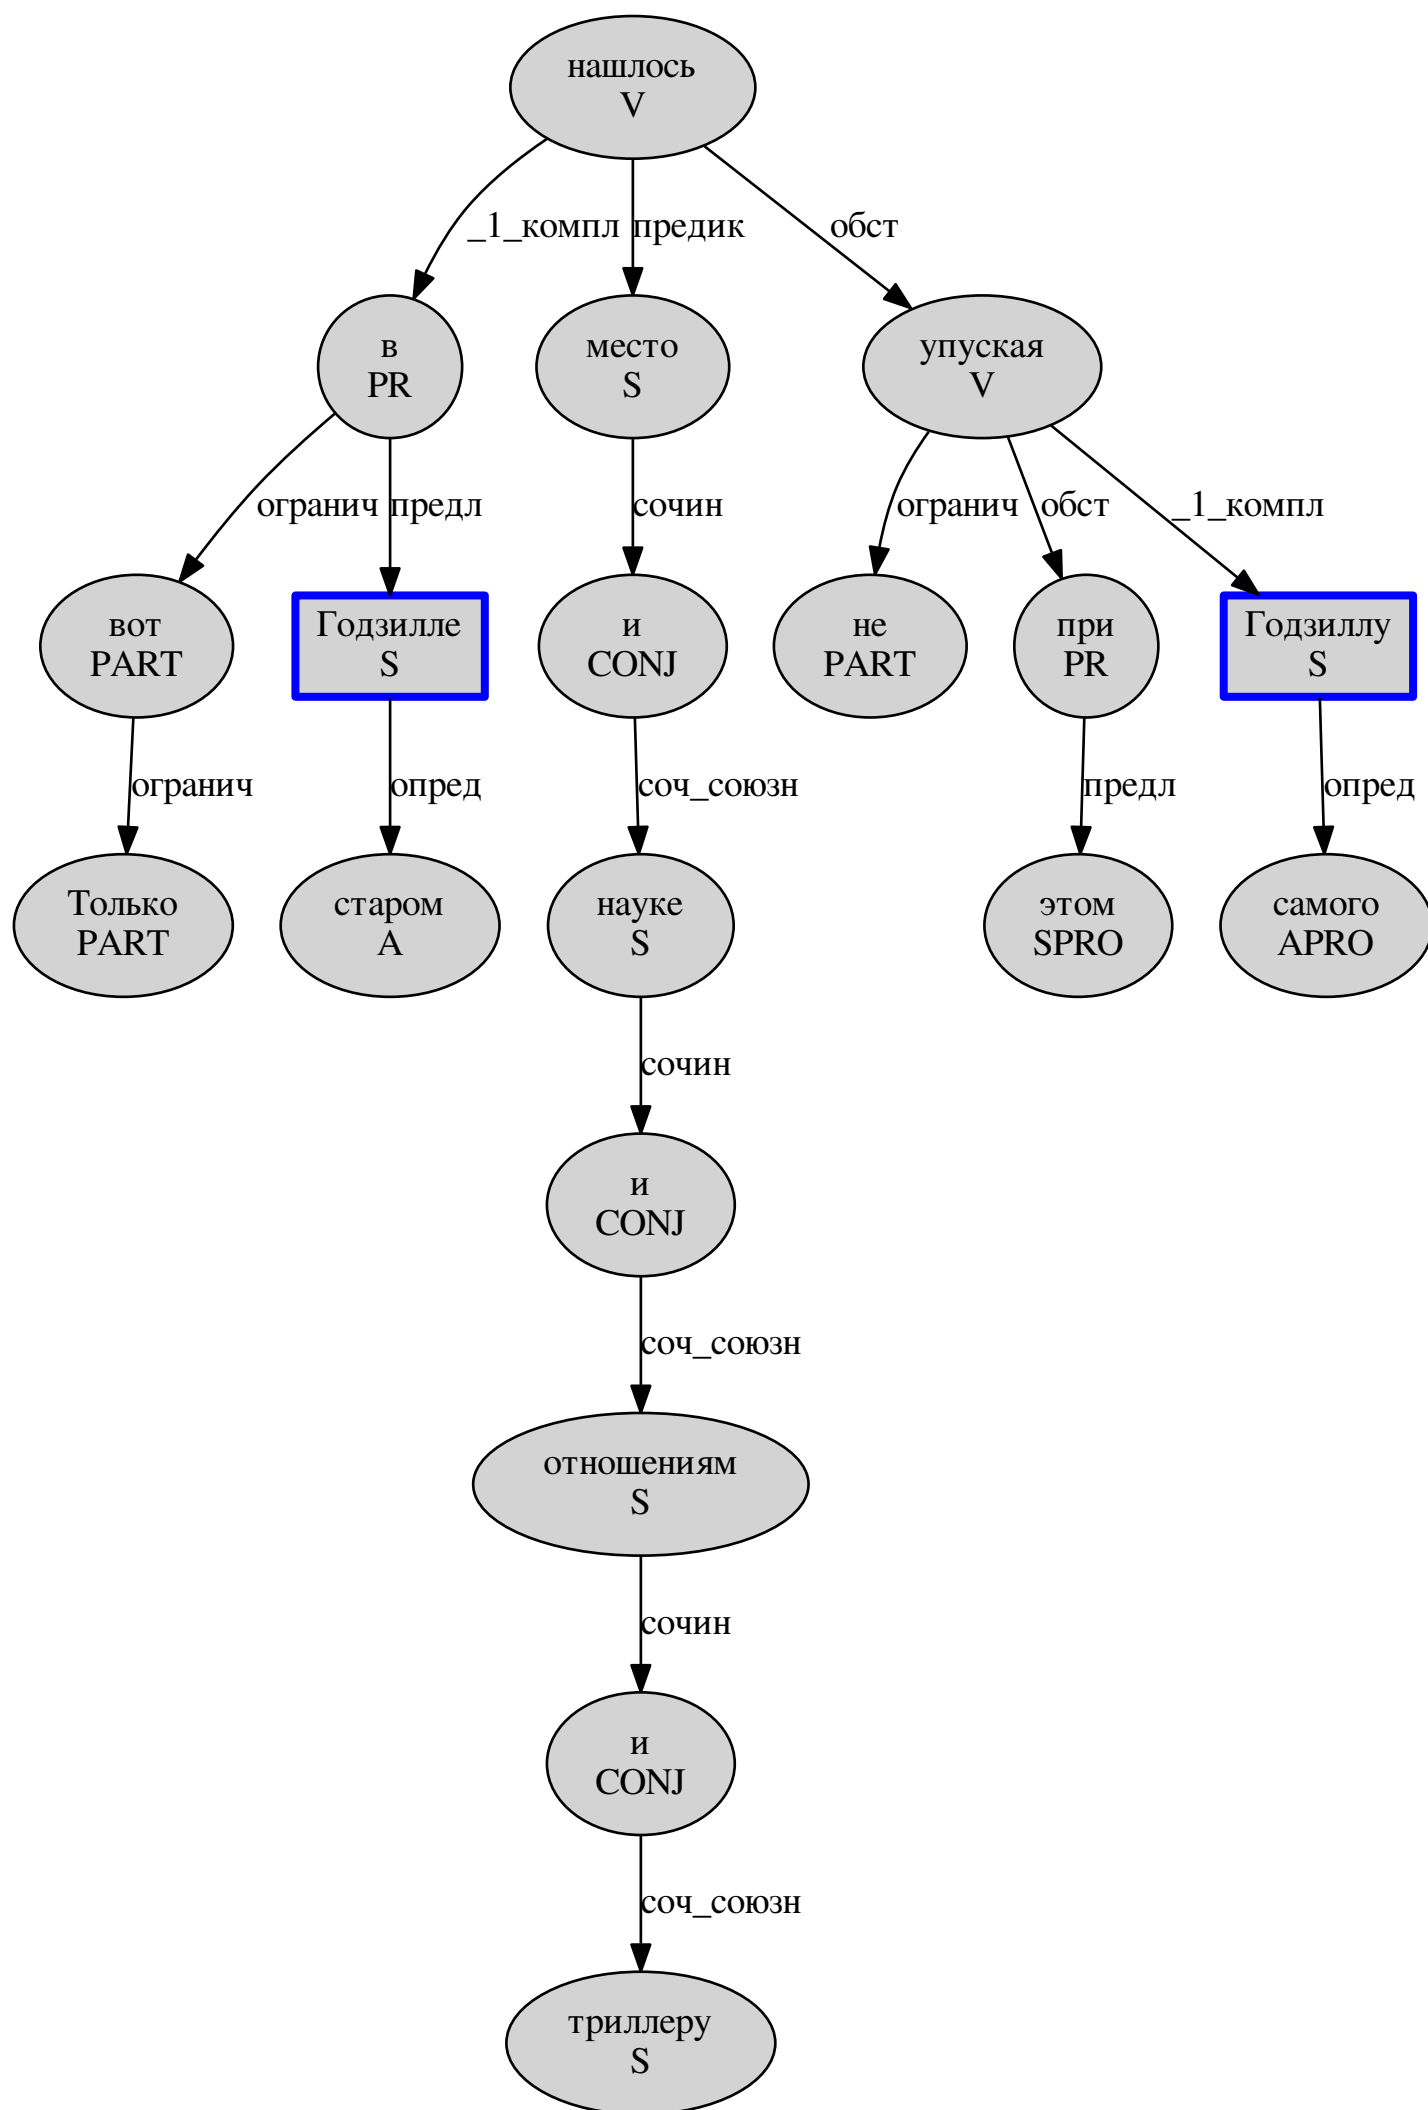 нашлось
V
_1_компл
предик
обст
в
PR
место
S
упуская
V
огранич
предл
сочин
огранич
обст
_1_компл
вот
PART
Годзилле
S
и
CONJ
не
PART
при
PR
Годзиллу
S
огранич
опред
соч_союзн
предл
опред
Только
PART
старом
A
науке
S
этом
SPRO
самого
APRO
сочин
и
CONJ
соч_союзн
отношениям
S
сочин
и
CONJ
соч_союзн
триллеру
S